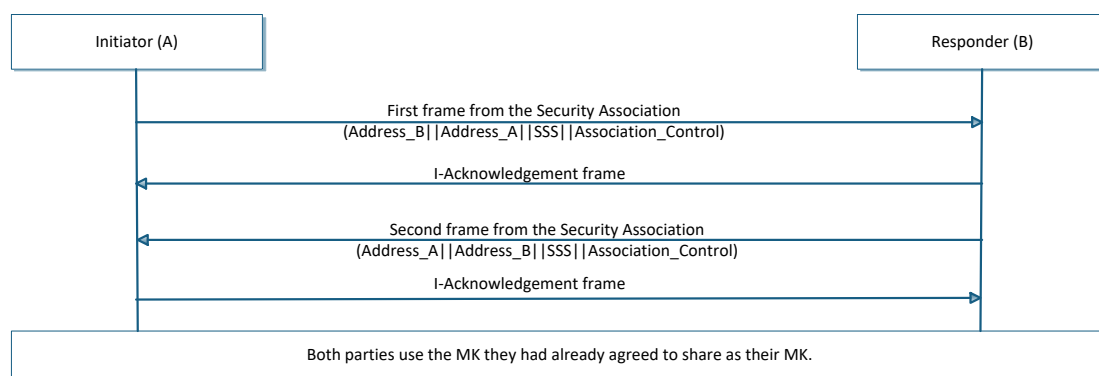 Initiator (A)
Responder (B)
First frame from the Security Association
(Address_B||Address_A||SSS||Association_Control)
I-Acknowledgement frame
Second frame from the Security Association
(Address_A||Address_B||SSS||Association_Control)
I-Acknowledgement frame
Both parties use the MK they had already agreed to share as their MK.